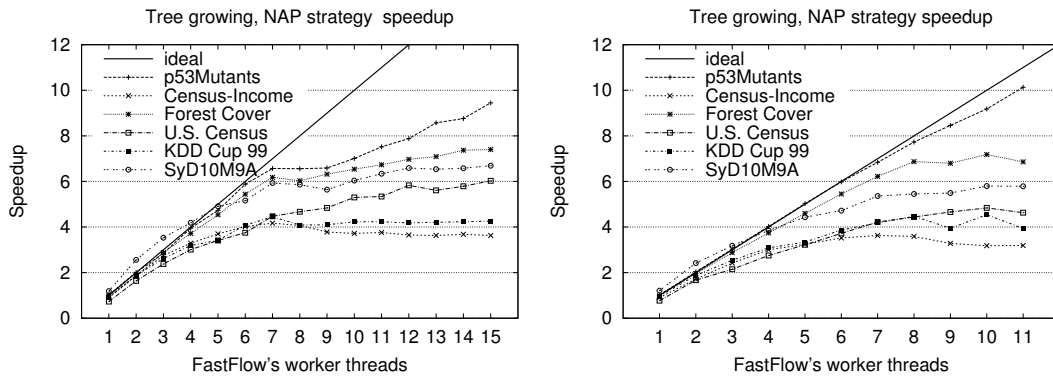 Tree growing, NAP strategy speedup
12
10
8
6
4
2
0
Speedup
ideal
p53Mutants
Census-Income
Forest Cover
U.S. Census
KDD Cup 99
SyD10M9A
1 2 3 4 5 6 7 8 9 10 11 12 13 14 15
FastFlow's worker threads
Tree growing, NAP strategy speedup
12
10
8
6
4
2
0
Speedup
ideal
p53Mutants
Census-Income
Forest Cover
U.S. Census
KDD Cup 99
SyD10M9A
1 2 3 4 5 6 7 8 9 10 11
FastFlow's worker threads